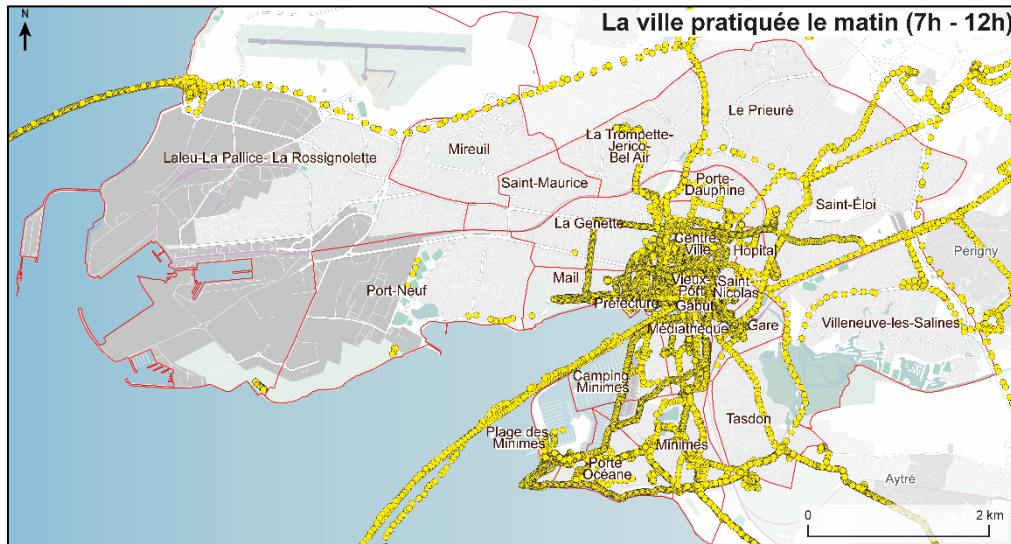 La ville pratiquée le matin (7h - 12h)
N
Le Prieuré
La Trompette-
Jerico-
Bel Air
Mireuil
Laleu-La Pallice- La Rossignolette
Saint-Maurice
Porte-
Dauphine
Saint-Éloi
La Genette
Centre-
Ville
Hôpital
Périgny
Mail
Vieux-
Port
Saint-
Nicolas
Port-Neuf
Préfecture
Gabut
Villeneuve-les-Salines
Médiathèque
Gare
Camping
Minimes
Tasdon
Plage des
Minimes
Minimes
Porte
Océane
Aytré
0
2 km